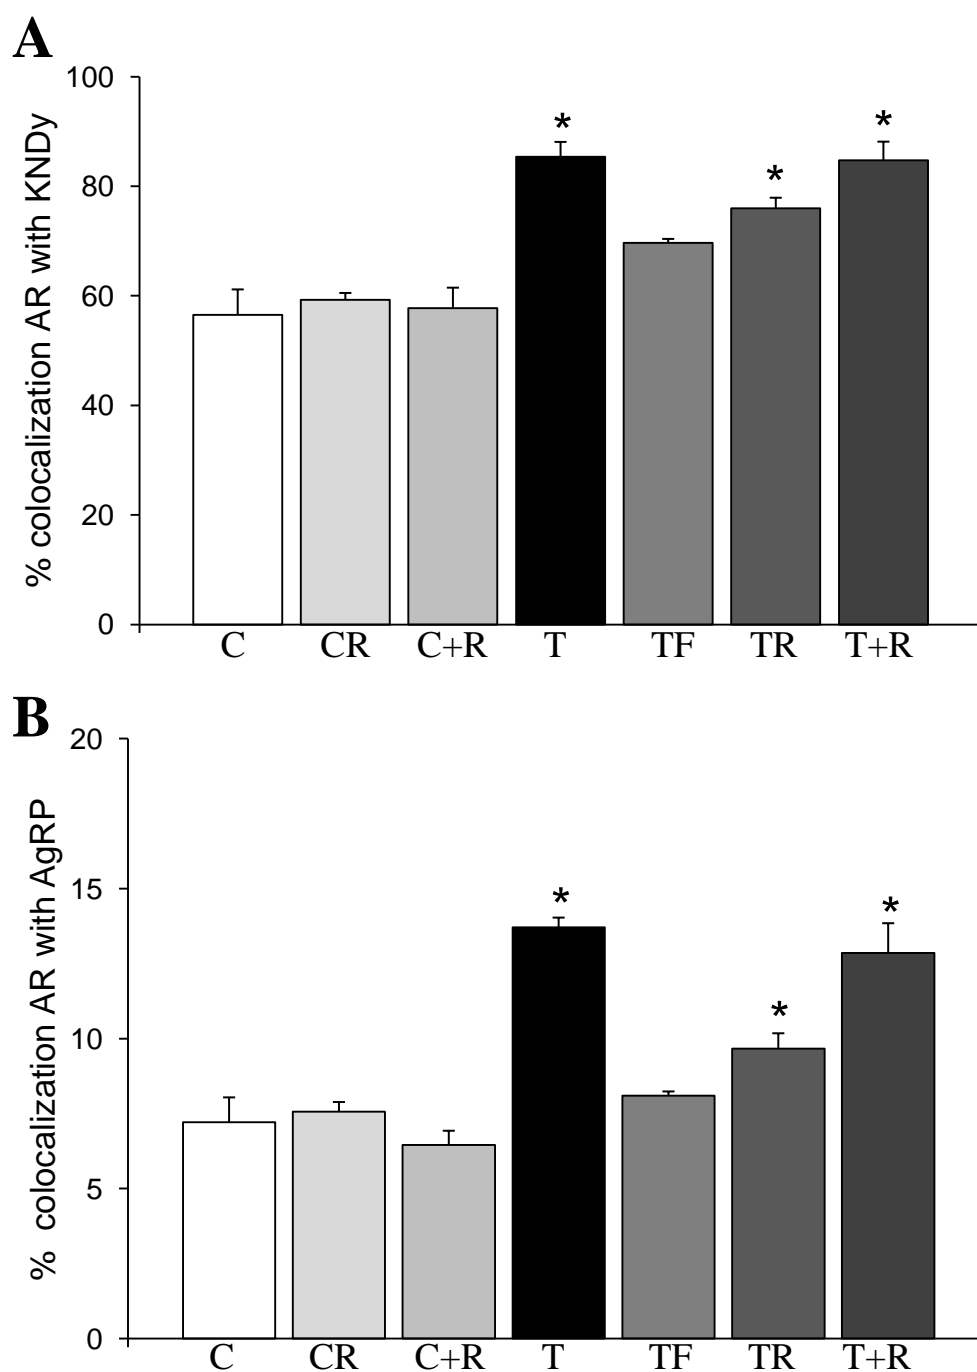 A
% colocalization AR with KNDy
100
80
60
40
20
0
*
*
*
C CR C+R T TF TR T+R
B
% colocalization AR with AgRP
20
15
10
5
0
*
*
*
C CR C+R T TF TR T+R